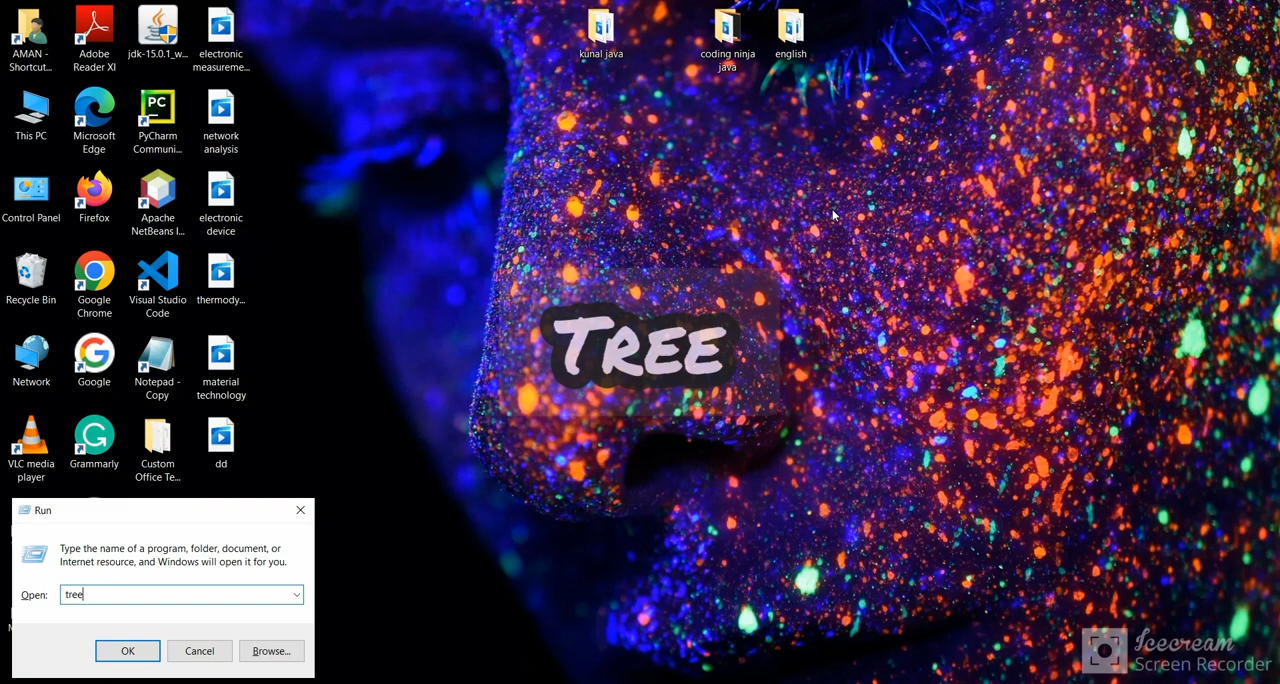 AMAN -
Shortcut...
Adobe
Reader XI
jdk-15.0.1_w...
electronic
measureme...
kunal java
coding ninja
java
english
This PC
Microsoft
Edge
PC
PyCharm
Communi...
network
analysis
Control Panel
Firefox
Apache
NetBeans I...
electronic
device
Recycle Bin
Google
Chrome
Visual Studio
Code
thermody...
Network
Google
Notepad -
Copy
material
technology
VLC media
player
Grammarly
Custom
Office Te...
dd
TREE
Run
Type the name of a program, folder, document, or
Internet resource, and Windows will open it for you.
Open: tree
OK Cancel Browse...
Icecream
Screen Recorder